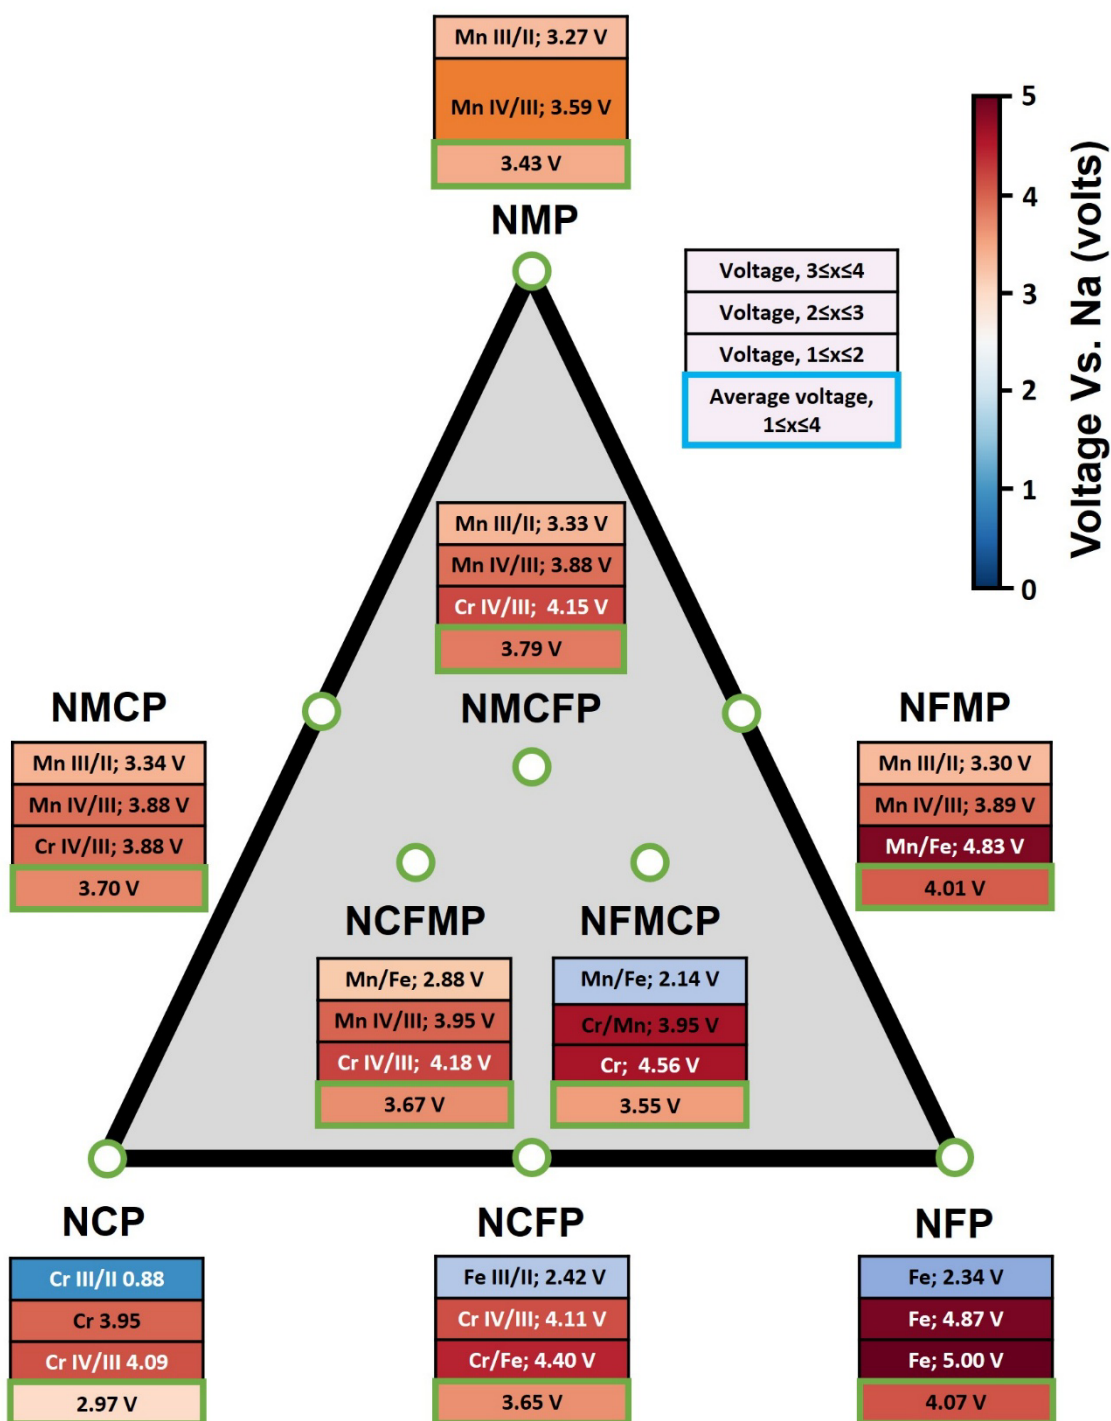 Mn III/II; 3.27 V
Mn IV/III; 3.59 V
3.43 V
NMP
Voltage, 3≤x≤4
Voltage, 2≤x≤3
Voltage, 1≤x≤2
Average voltage,
1≤x≤4
5
4
3
2
1
0
Voltage Vs. Na (volts)
Mn III/II; 3.33 V
Mn IV/III; 3.88 V
Cr IV/III; 4.15 V
3.79 V
NMCFP
NMCP
Mn III/II; 3.34 V
Mn IV/III; 3.88 V
Cr IV/III; 3.88 V
3.70 V
NFMP
Mn III/II; 3.30 V
Mn IV/III; 3.89 V
Mn/Fe; 4.83 V
4.01 V
NCFMP
Mn/Fe; 2.88 V
Mn IV/III; 3.95 V
Cr IV/III; 4.18 V
3.67 V
NFMCP
Mn/Fe; 2.14 V
Cr/Mn; 3.95 V
Cr; 4.56 V
3.55 V
NCP
Cr III/II 0.88
Cr 3.95
Cr IV/III 4.09
2.97 V
NCFP
Fe III/II; 2.42 V
Cr IV/III; 4.11 V
Cr/Fe; 4.40 V
3.65 V
NFP
Fe; 2.34 V
Fe; 4.87 V
Fe; 5.00 V
4.07 V